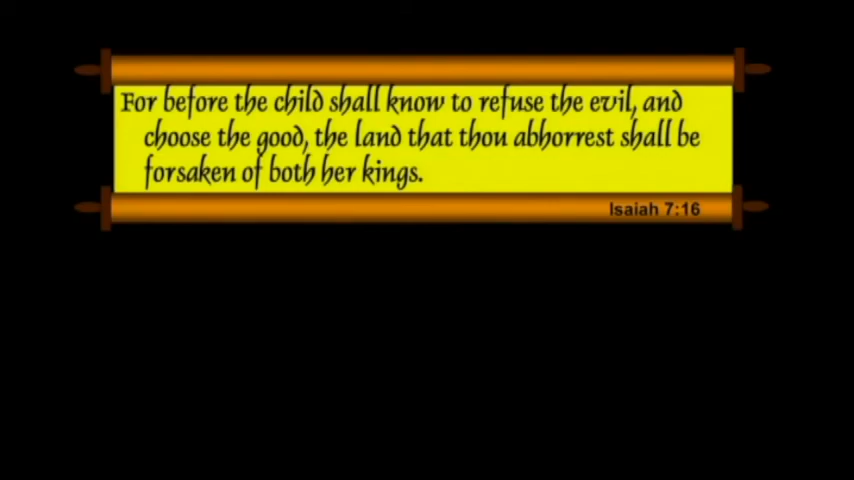 For before the child shall know to refuse the evil, and
choose the good, the land that thou abhorrest shall be
forsaken of both her kings.
Isaiah 7:16